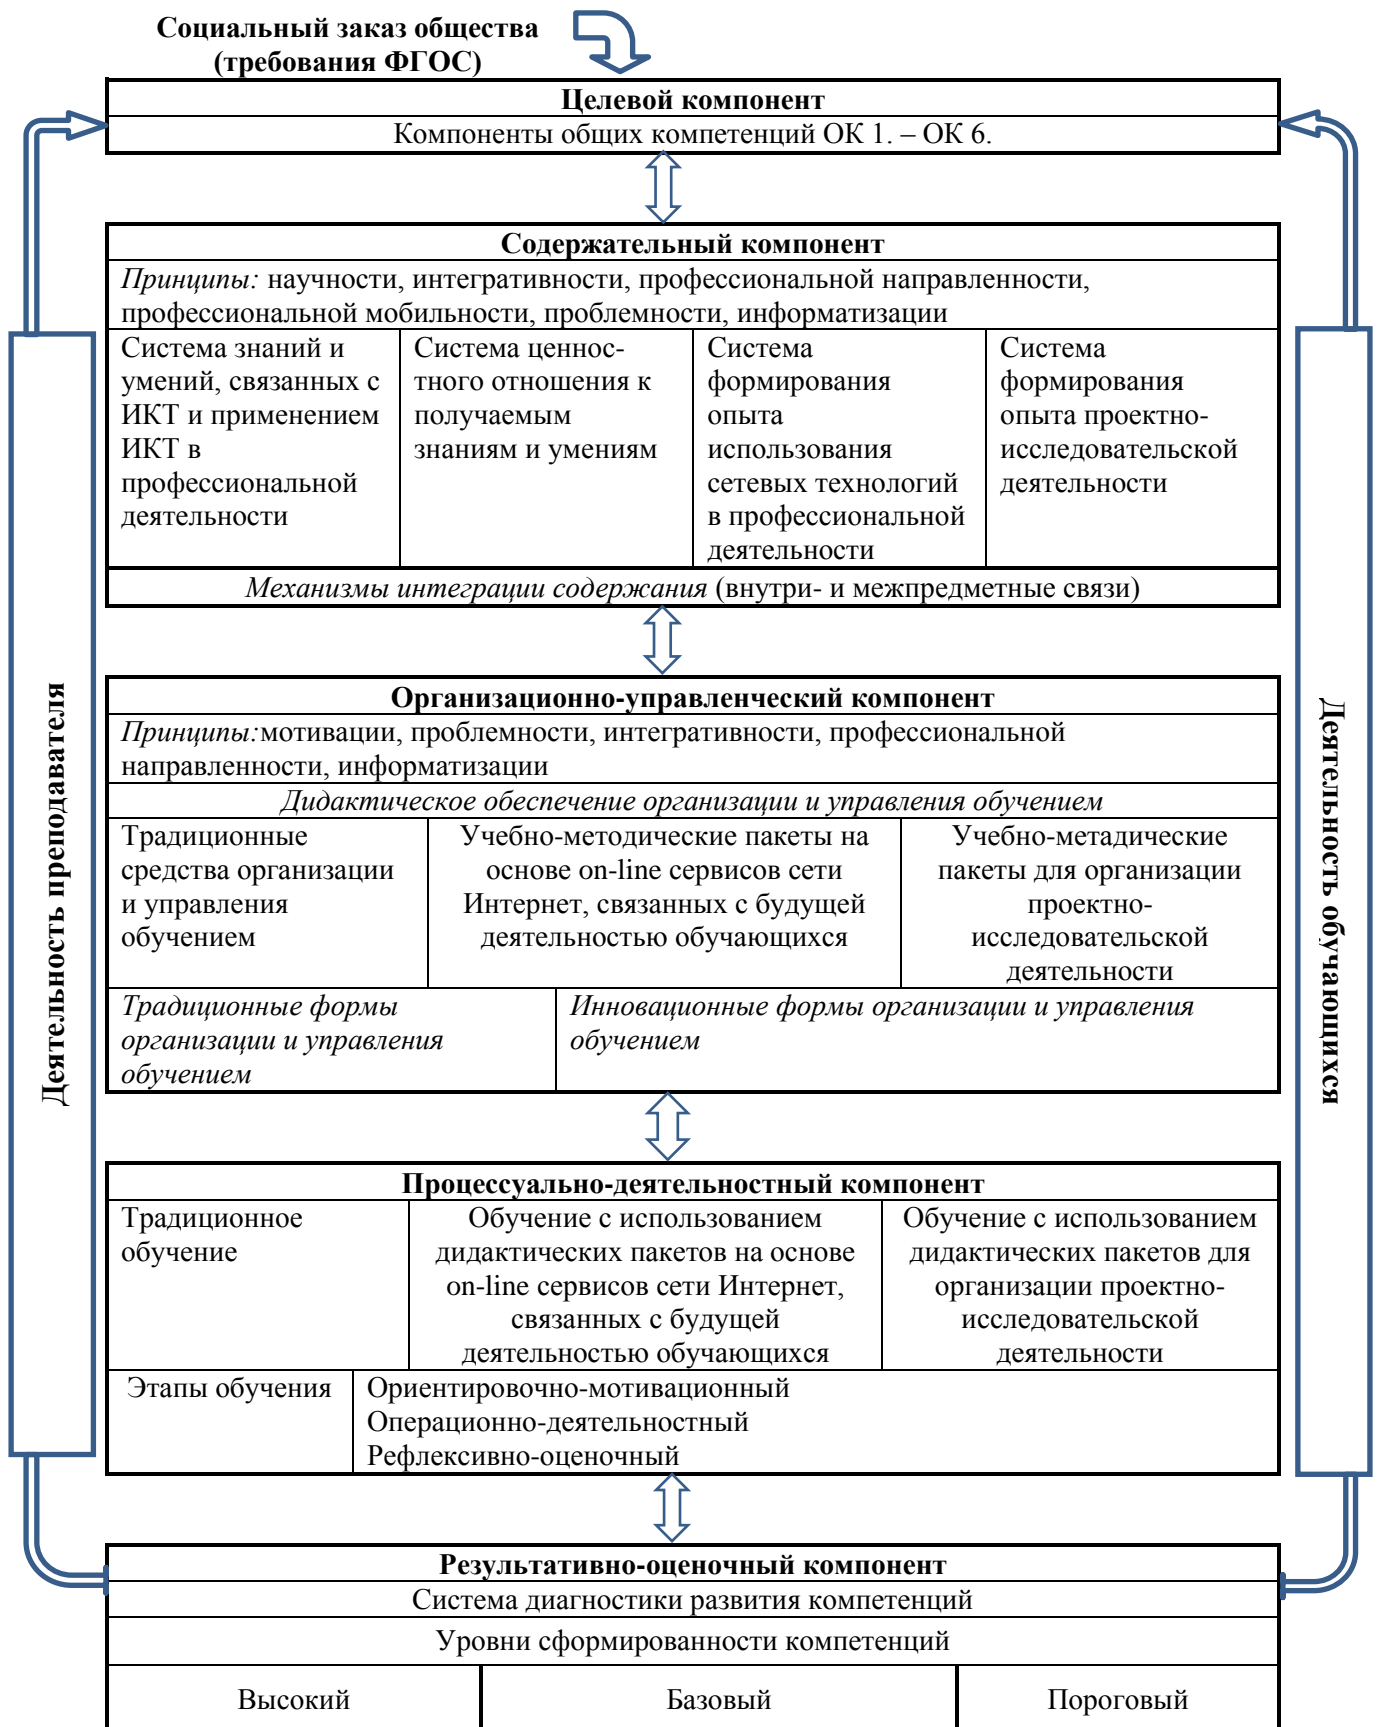 Социальный заказ общества
(требования ФГОС)
Целевой компонент
Компоненты общих компетенций ОК 1. – ОК 6.
Содержательный компонент
Принципы: научности, интегративности, профессиональной направленности,
профессиональной мобильности, проблемности, информатизации
Система знаний и
умений, связанных с
ИКТ и применением
ИКТ в
профессиональной
деятельности
Система ценнос-
тного отношения к
получаемым
знаниям и умениям
Система
формирования
опыта
использования
сетевых технологий
в профессиональной
деятельности
Система
формирования
опыта проектно-
исследовательской
деятельности
Механизмы интеграции содержания (внутри- и межпредметные связи)
Организационно-управленческий компонент
Принципы:мотивации, проблемности, интегративности, профессиональной
направленности, информатизации
Дидактическое обеспечение организации и управления обучением
Традиционные
средства организации
и управления
обучением
Учебно-методические пакеты на
основе on-line сервисов сети
Интернет, связанных с будущей
деятельностью обучающихся
Учебно-метадические
пакеты для организации
проектно-
исследовательской
деятельности
Традиционные формы
организации и управления
обучением
Инновационные формы организации и управления
обучением
Процессуально-деятельностный компонент
Традиционное
обучение
Обучение с использованием
дидактических пакетов на основе
on-line сервисов сети Интернет,
связанных с будущей
деятельностью обучающихся
Обучение с использованием
дидактических пакетов для
организации проектно-
исследовательской
деятельности
Этапы обучения
Ориентировочно-мотивационный
Операционно-деятельностный
Рефлексивно-оценочный
Результативно-оценочный компонент
Система диагностики развития компетенций
Уровни сформированности компетенций
Высокий
Базовый
Пороговый
Деятельность преподавателя
Деятельность обучающихся